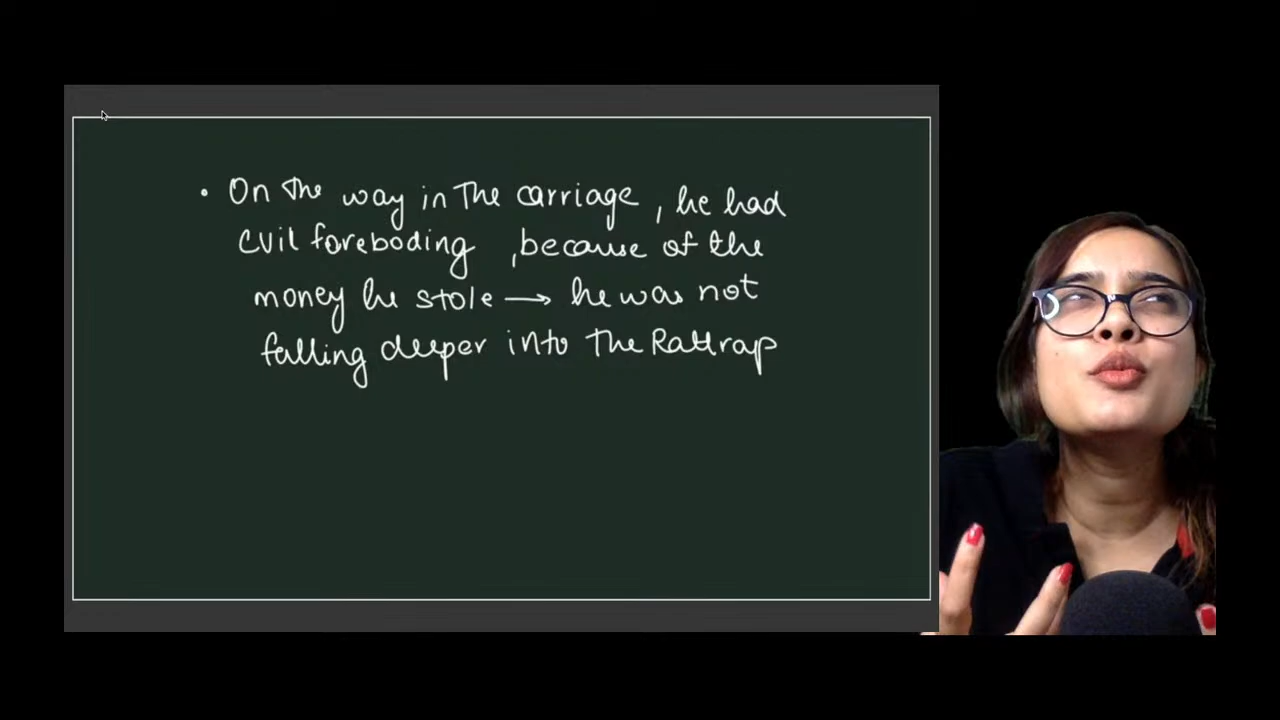 • On the way in The carriage, he had
evil foreboding, because of the
money he stole → he was not
falling deeper into The Rattrap